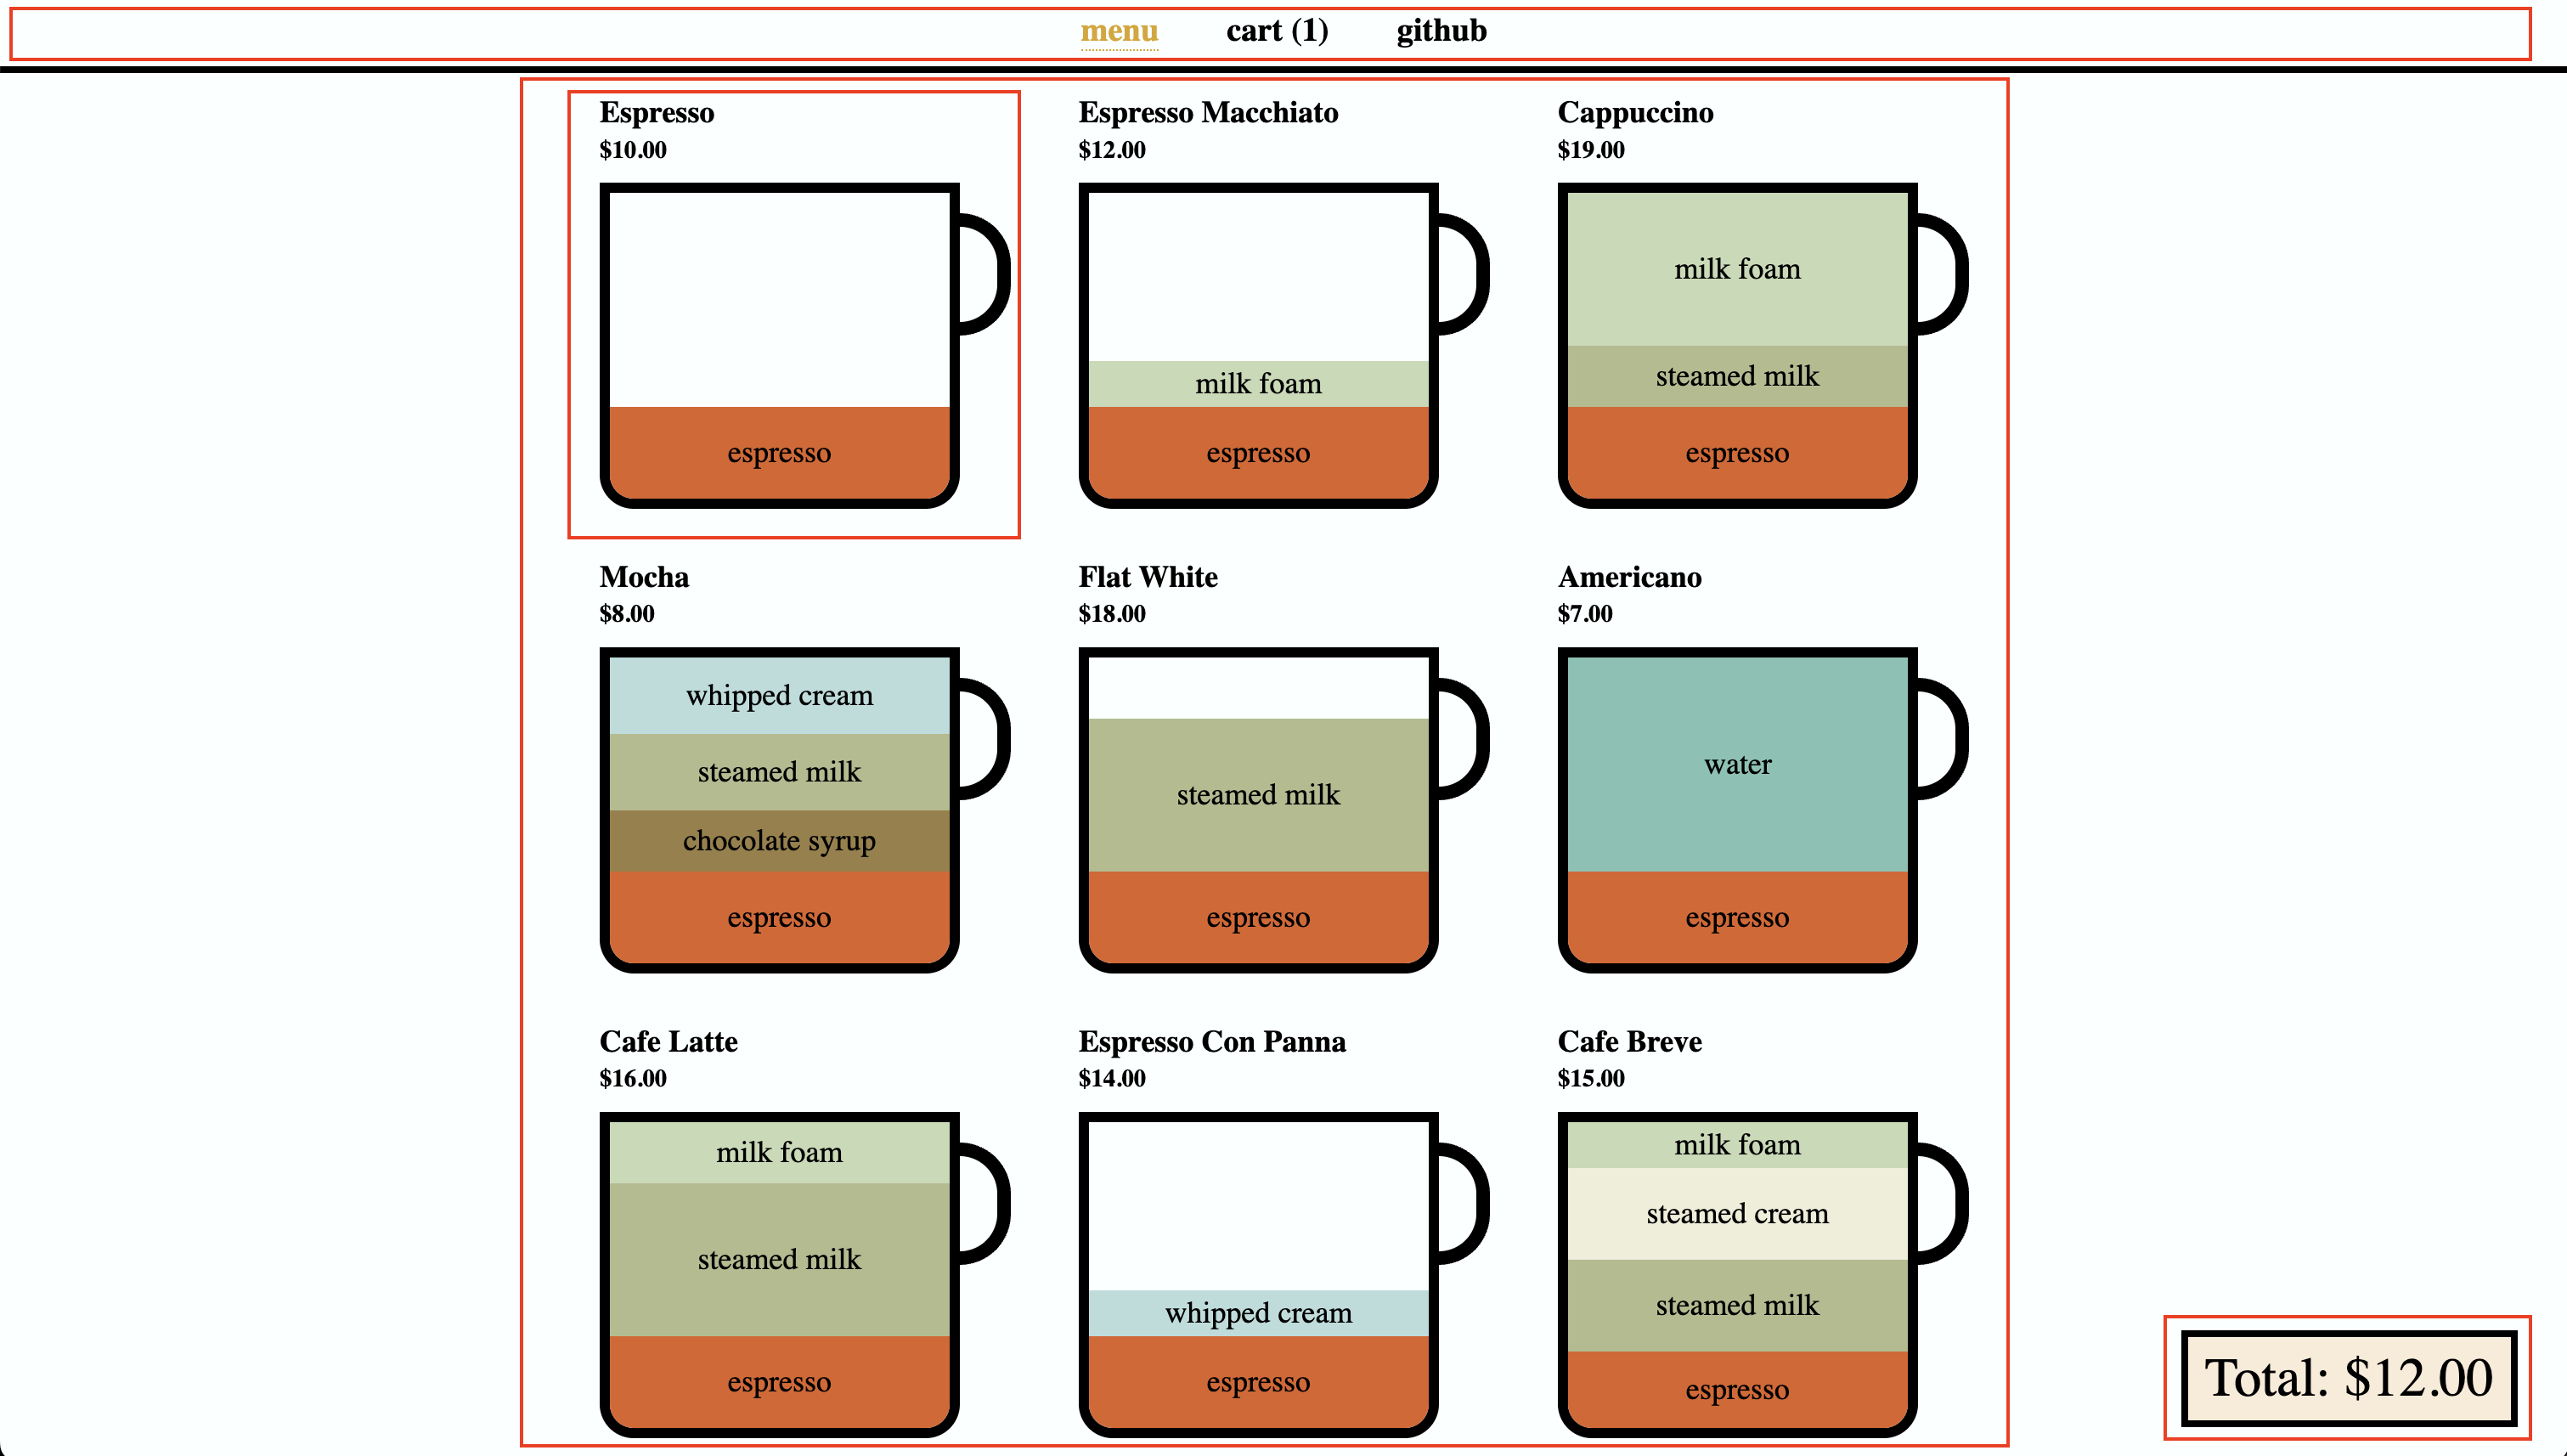 menu cart (1) github
Espresso
$10.00
espresso
Espresso Macchiato
$12.00
milk foam
espresso
Cappuccino
$19.00
milk foam
steamed milk
espresso
Mocha
$8.00
whipped cream
steamed milk
chocolate syrup
espresso
Flat White
$18.00
steamed milk
espresso
Americano
$7.00
water
espresso
Cafe Latte
$16.00
milk foam
steamed milk
espresso
Espresso Con Panna
$14.00
whipped cream
espresso
Cafe Breve
$15.00
milk foam
steamed cream
steamed milk
espresso
Total: $12.00